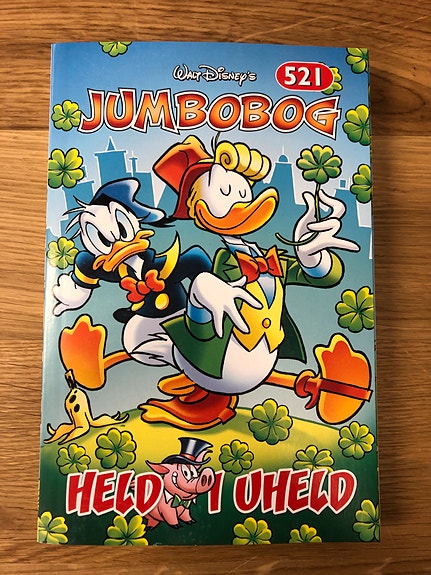 Walt Disney's
521
JUMBOBOG
HELD I UHELD